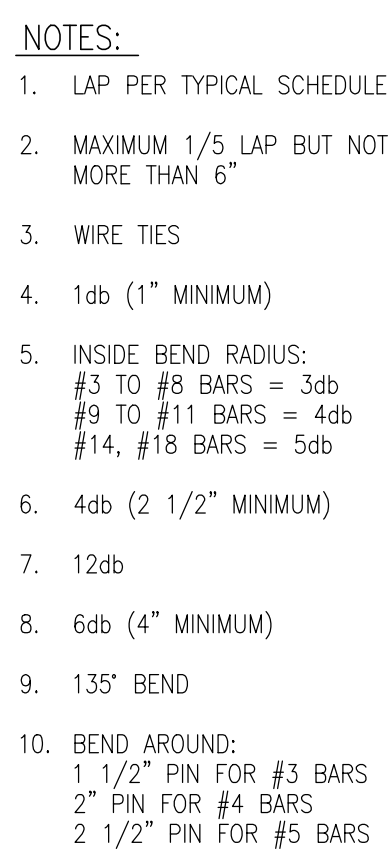 NOTES:
1. LAP PER TYPICAL SCHEDULE
2. MAXIMUM 1/5 LAP BUT NOT
MORE THAN 6"
3. WIRE TIES
4. 1db (1" MINIMUM)
5. INSIDE BEND RADIUS:
#3 TO #8 BARS = 3db
#9 TO #11 BARS = 4db
#14, #18 BARS = 5db
6. 4db (2 1/2" MINIMUM)
7. 12db
8. 6db (4" MINIMUM)
9. 135° BEND
10. BEND AROUND:
1 1/2" PIN FOR #3 BARS
2" PIN FOR #4 BARS
2 1/2" PIN FOR #5 BARS